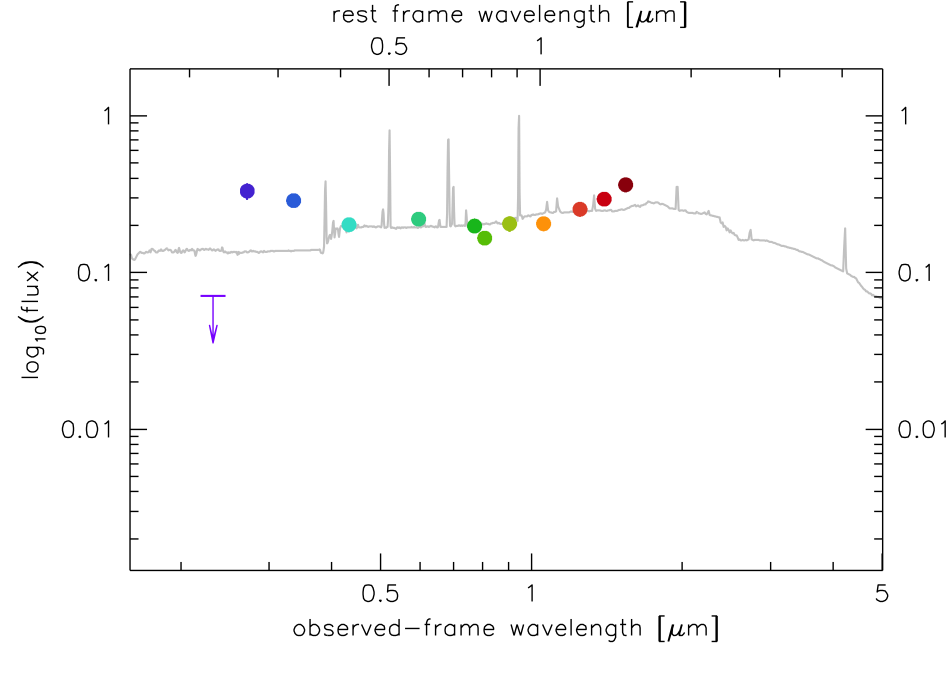 rest frame wavelength [μm]
0.5 1
1 1
0.1 0.1
log10(flux)
0.01 0.01
0.5 1 5
observed-frame wavelength [μm]